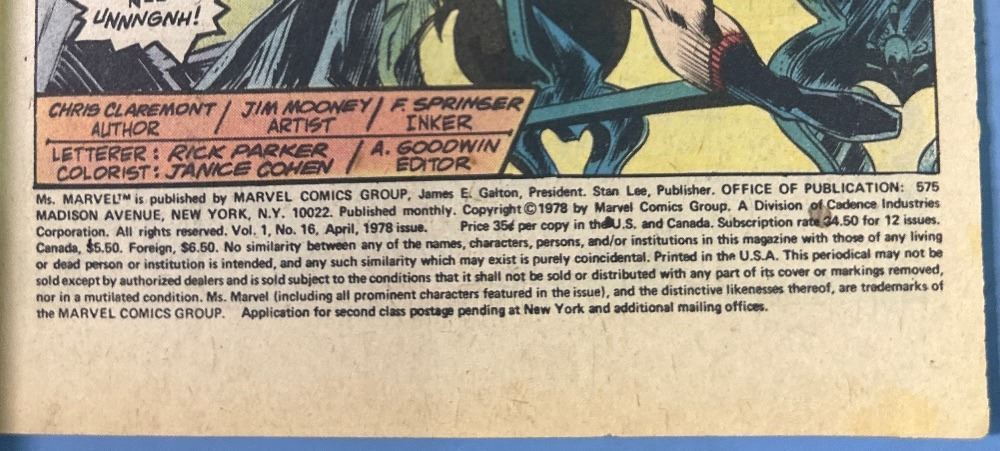 UNNNGNH!
CHRIS CLAREMONT / JIM MOONEY / F. SPRINGER
AUTHOR ARTIST INKER
LETTERER: RICK PARKER / A. GOODWIN
COLORIST: JANICE COHEN EDITOR
Ms. MARVEL™ is published by MARVEL COMICS GROUP, James E. Galton, President. Stan Lee, Publisher. OFFICE OF PUBLICATION: 575
MADISON AVENUE, NEW YORK, N.Y. 10022. Published monthly. Copyright ©1978 by Marvel Comics Group. A Division of Cadence Industries
Corporation. All rights reserved. Vol. 1, No. 16, April, 1978 issue. Price 35¢ per copy in the U.S. and Canada. Subscription rate $4.50 for 12 issues.
Canada, $5.50. Foreign, $6.50. No similarity between any of the names, characters, persons, and/or institutions in this magazine with those of any living
or dead person or institution is intended, and any such similarity which may exist is purely coincidental. Printed in the U.S.A. This periodical may not be
sold except by authorized dealers and is sold subject to the conditions that it shall not be sold or distributed with any part of its cover or markings removed,
nor in a mutilated condition. Ms. Marvel (including all prominent characters featured in the issue), and the distinctive likenesses thereof, are trademarks of
the MARVEL COMICS GROUP. Application for second class postage pending at New York and additional mailing offices.